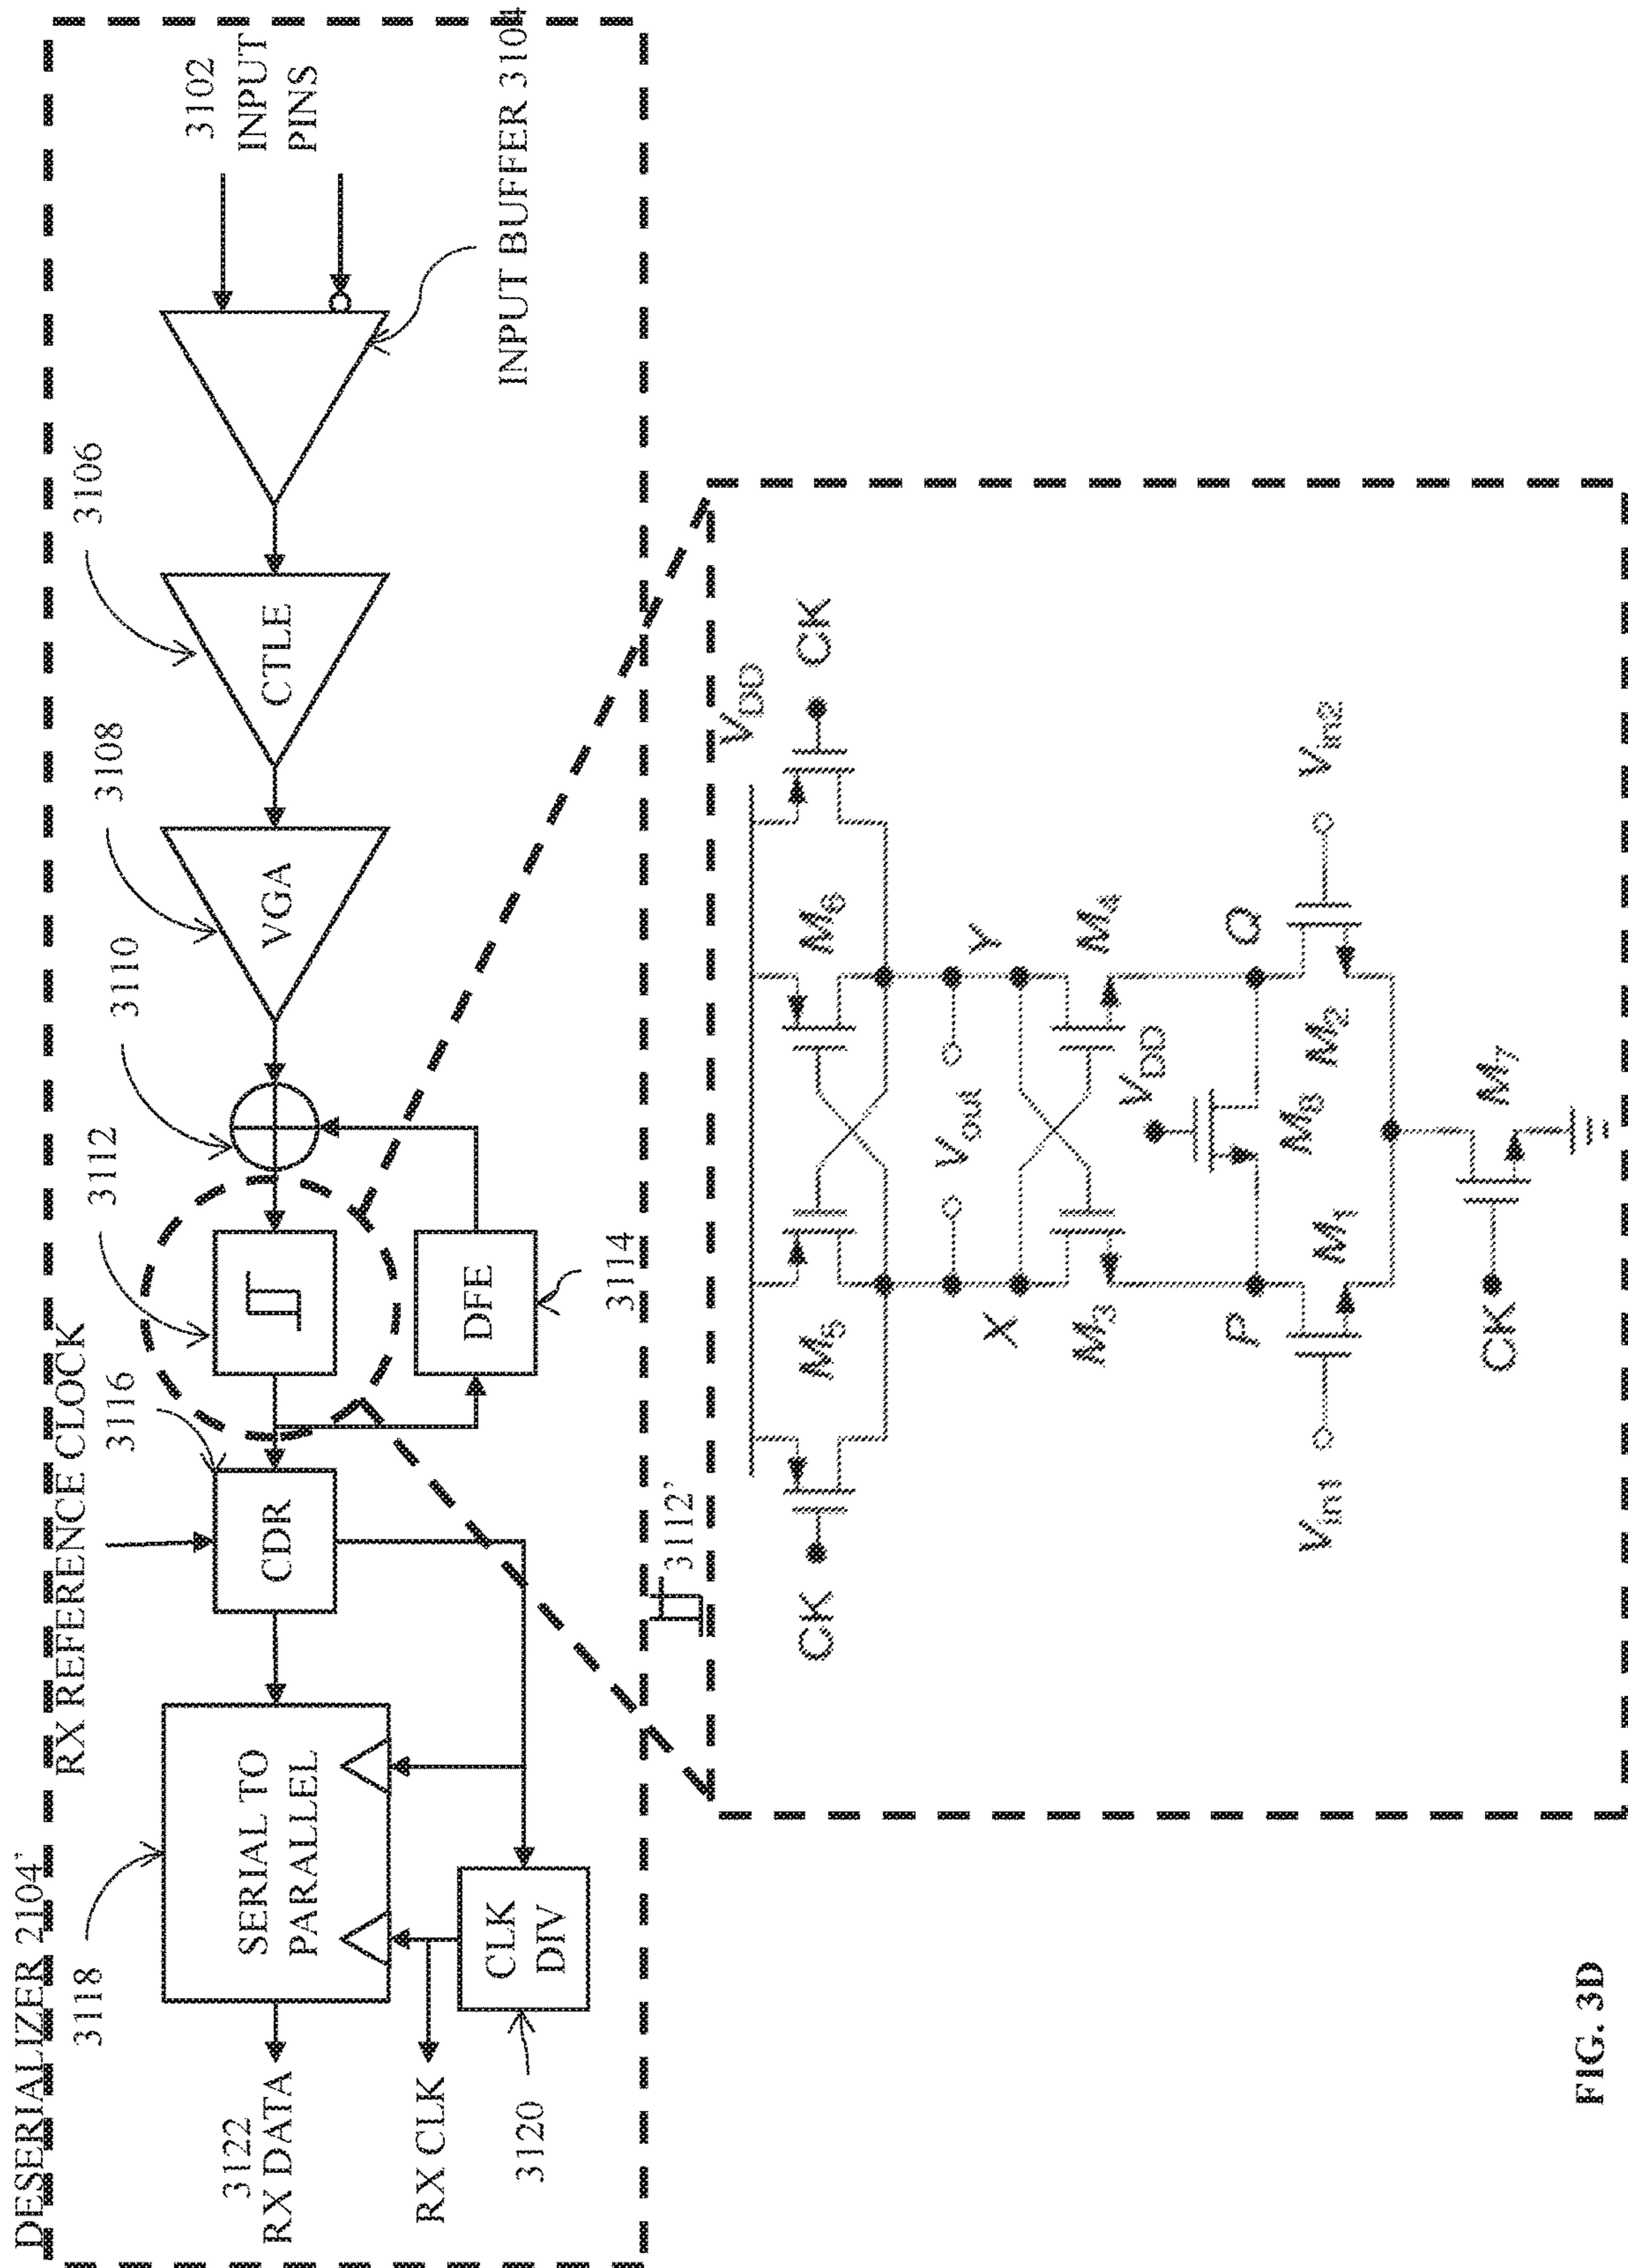 DESERIALIZER 2104'
RX REFERENCE CLOCK
3102
INPUT
PINS
INPUT BUFFER 3104
3106
CTLE
3108
VGA
3110
3112
DFE
3114
3116
CDR
3118
SERIAL TO
PARALLEL
CLK
DIV
3120
3122
RX DATA
RX CLK
3112'
VDD
CK
CK
M5
M6
Vout
X
Y
M3
M4
VDD
P
Q
M8
M1
M2
Vin1
Vin2
CK
M7
FIG. 3D